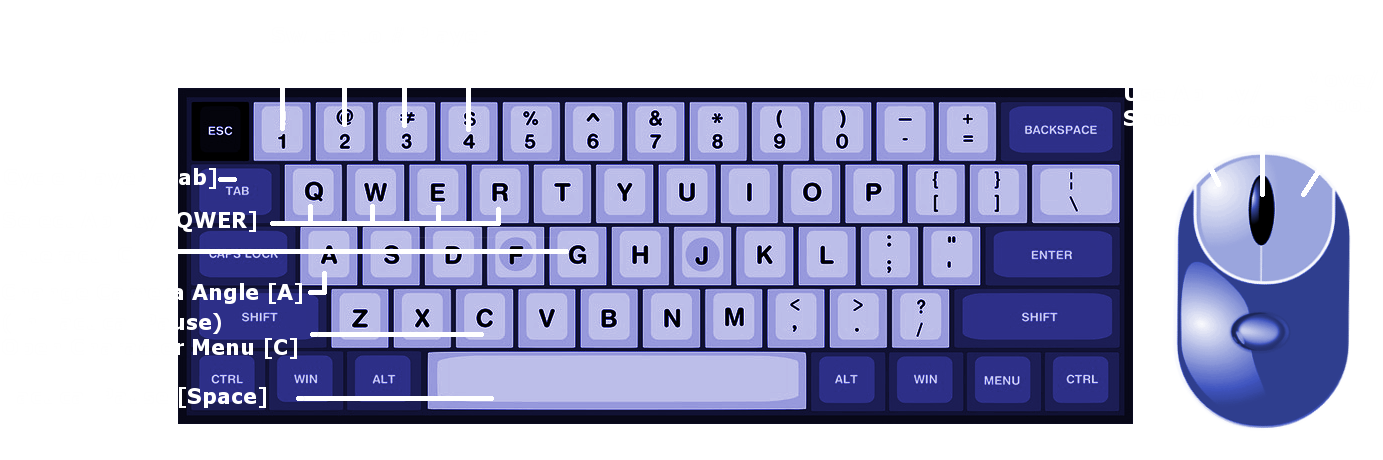 ESC 1 @ 2 # 3 $ 4 % 5 ^ 6 & 7 * 8 ( 9 ) 0 — - + = BACKSPACE
ab] TAB Q W E R T Y U I O P { [ } ] ¦ \
QWER]
CAPS LOCK A S D F G H J K L : ; " ' ENTER
Angle [A]
SHIFT Z X C V B N M < , > . ? / SHIFT
use)
r Menu [C]
CTRL WIN ALT ALT WIN MENU CTRL
[Space]